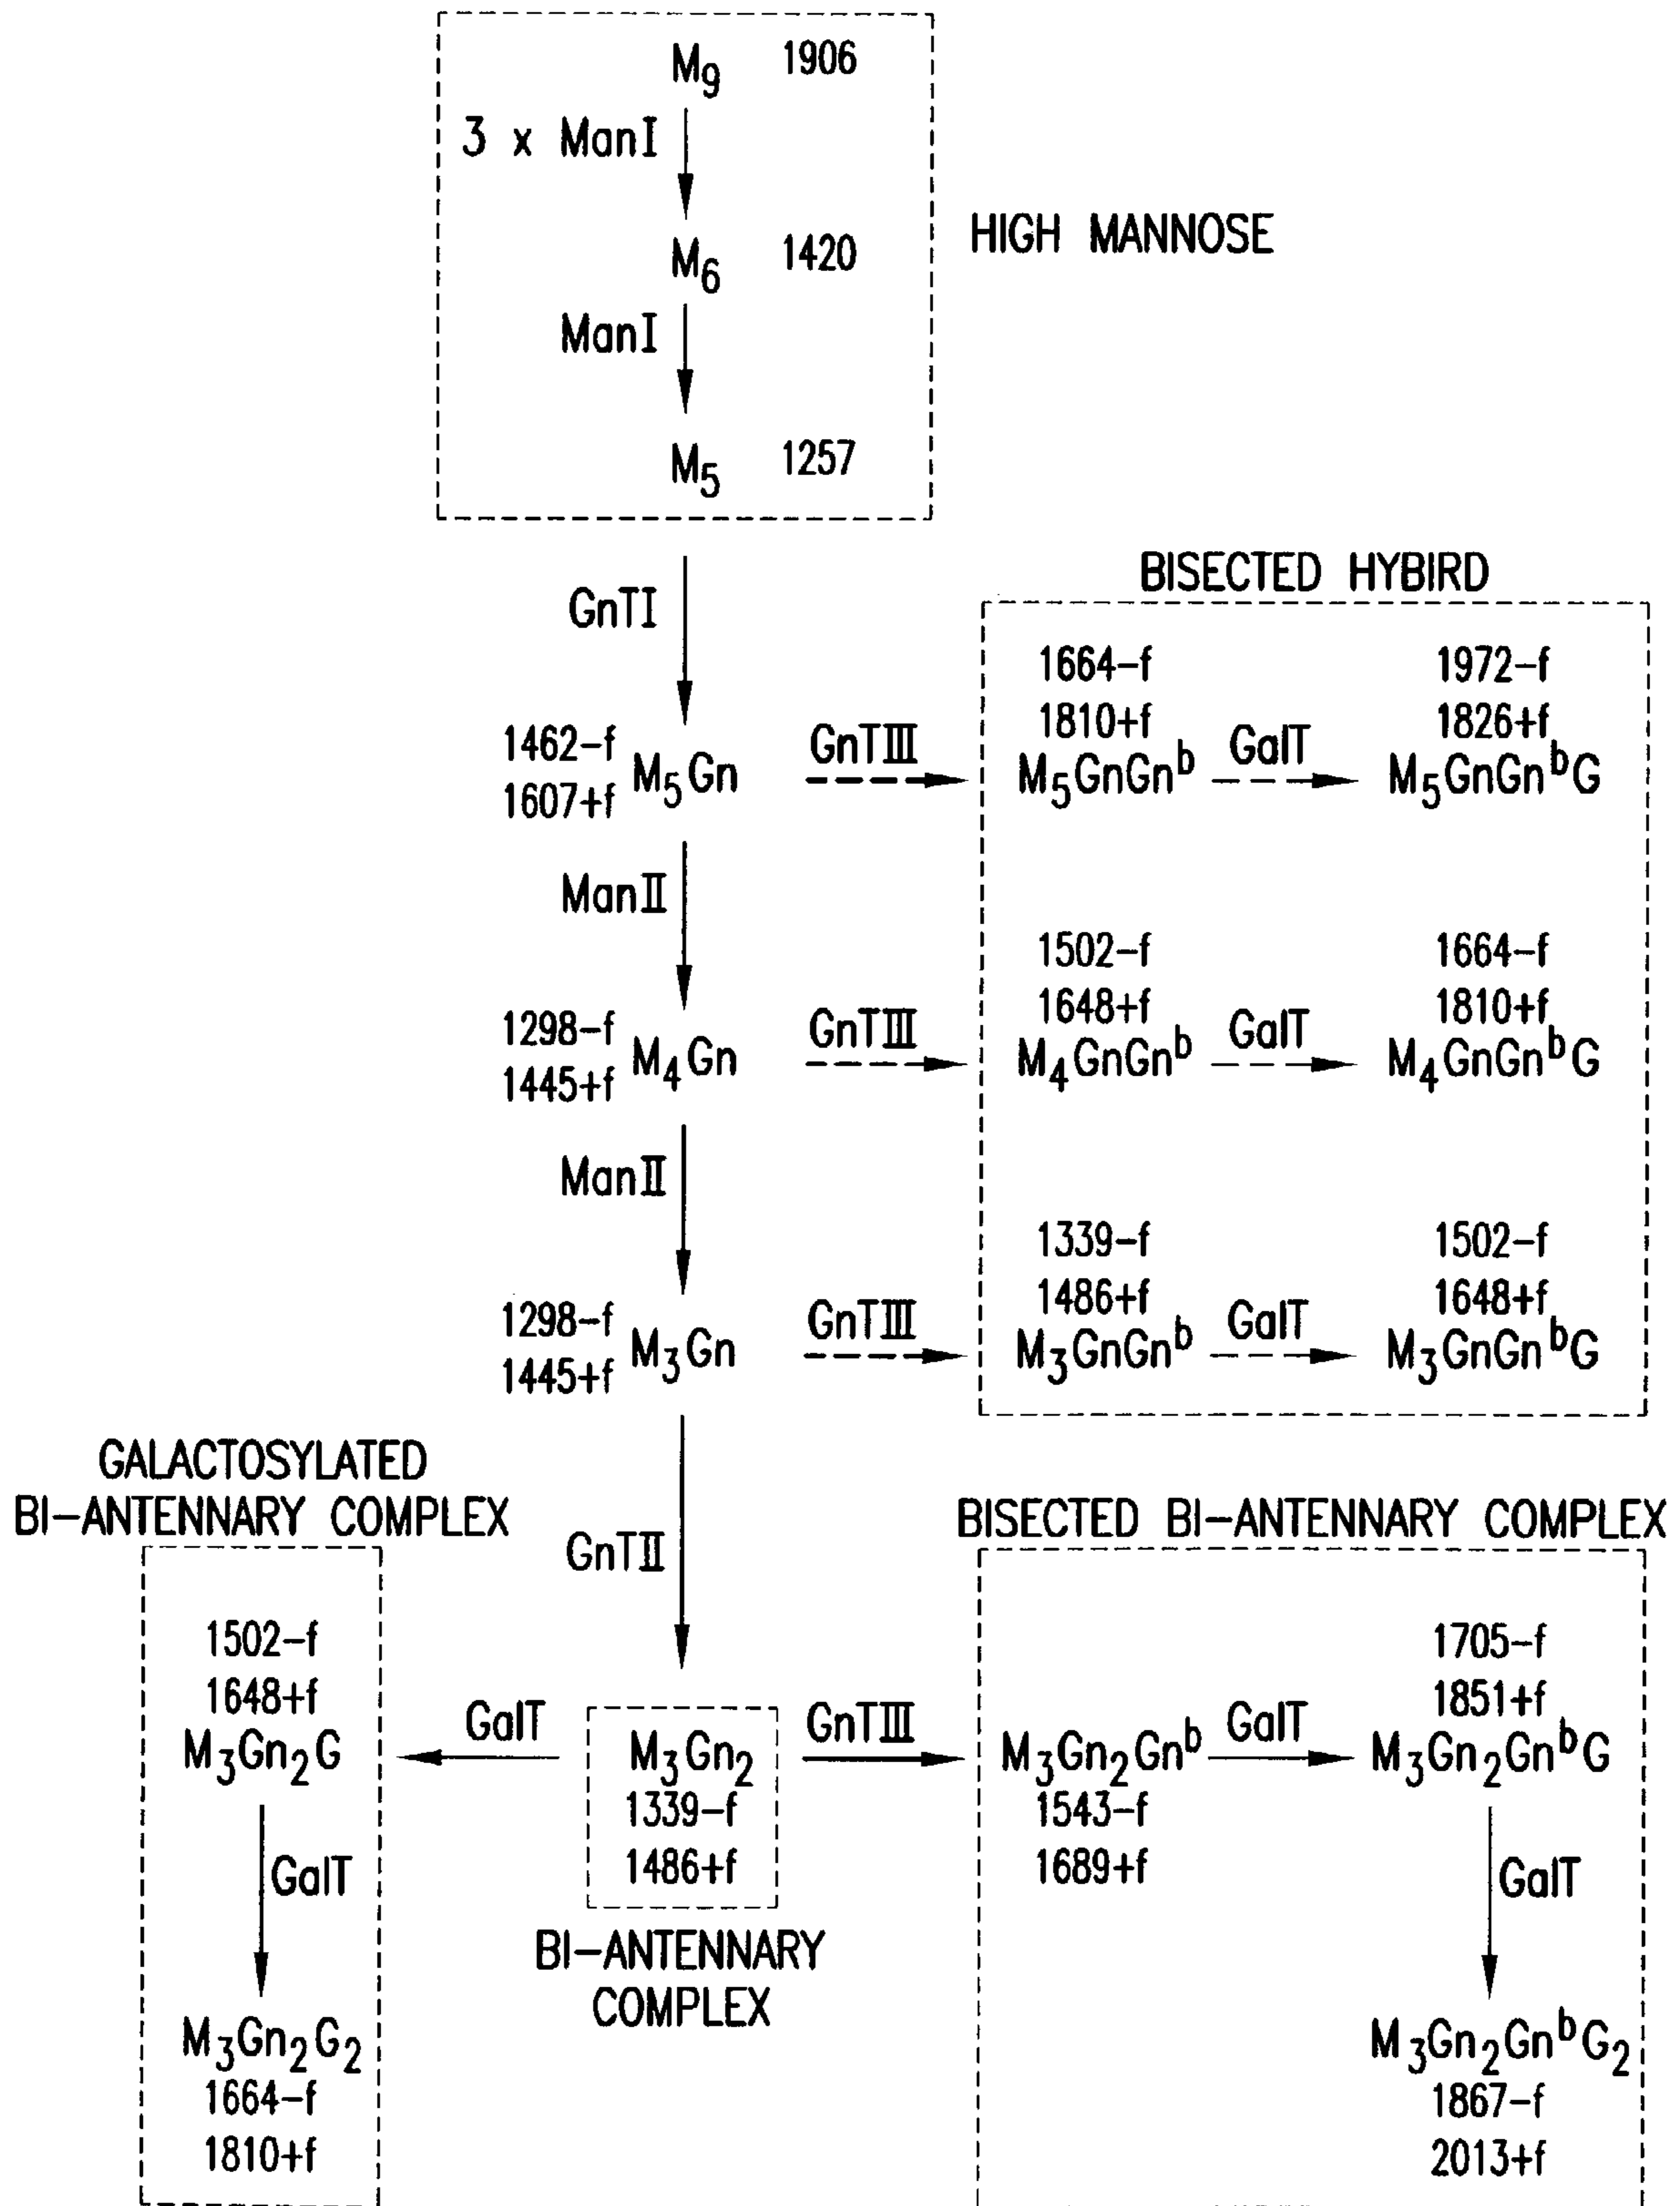 M₉ 1906
3 x ManI
M₆ 1420
HIGH MANNOSE
ManI
M₅ 1257
GnTI
BISECTED HYBIRD
1664-f 1972-f
1810+f 1826+f
1462-f
1607+f
M₅Gn GnTIII M₅GnGnᵇ GalT M₅GnGnᵇG
ManII
1502-f 1664-f
1648+f 1810+f
1298-f
1445+f
M₄Gn GnTIII M₄GnGnᵇ GalT M₄GnGnᵇG
ManII
1339-f 1502-f
1486+f 1648+f
1298-f
1445+f
M₃Gn GnTIII M₃GnGnᵇ GalT M₃GnGnᵇG
GALACTOSYLATED
BI-ANTENNARY COMPLEX
BISECTED BI-ANTENNARY COMPLEX
GnTII
1502-f 1705-f
1648+f 1851+f
M₃Gn₂G GalT M₃Gn₂ GnTIII M₃Gn₂Gnᵇ GalT M₃Gn₂GnᵇG
1339-f 1543-f
1486+f 1689+f
GalT GalT
BI-ANTENNARY
COMPLEX
M₃Gn₂G₂ M₃Gn₂GnᵇG₂
1664-f 1867-f
1810+f 2013+f